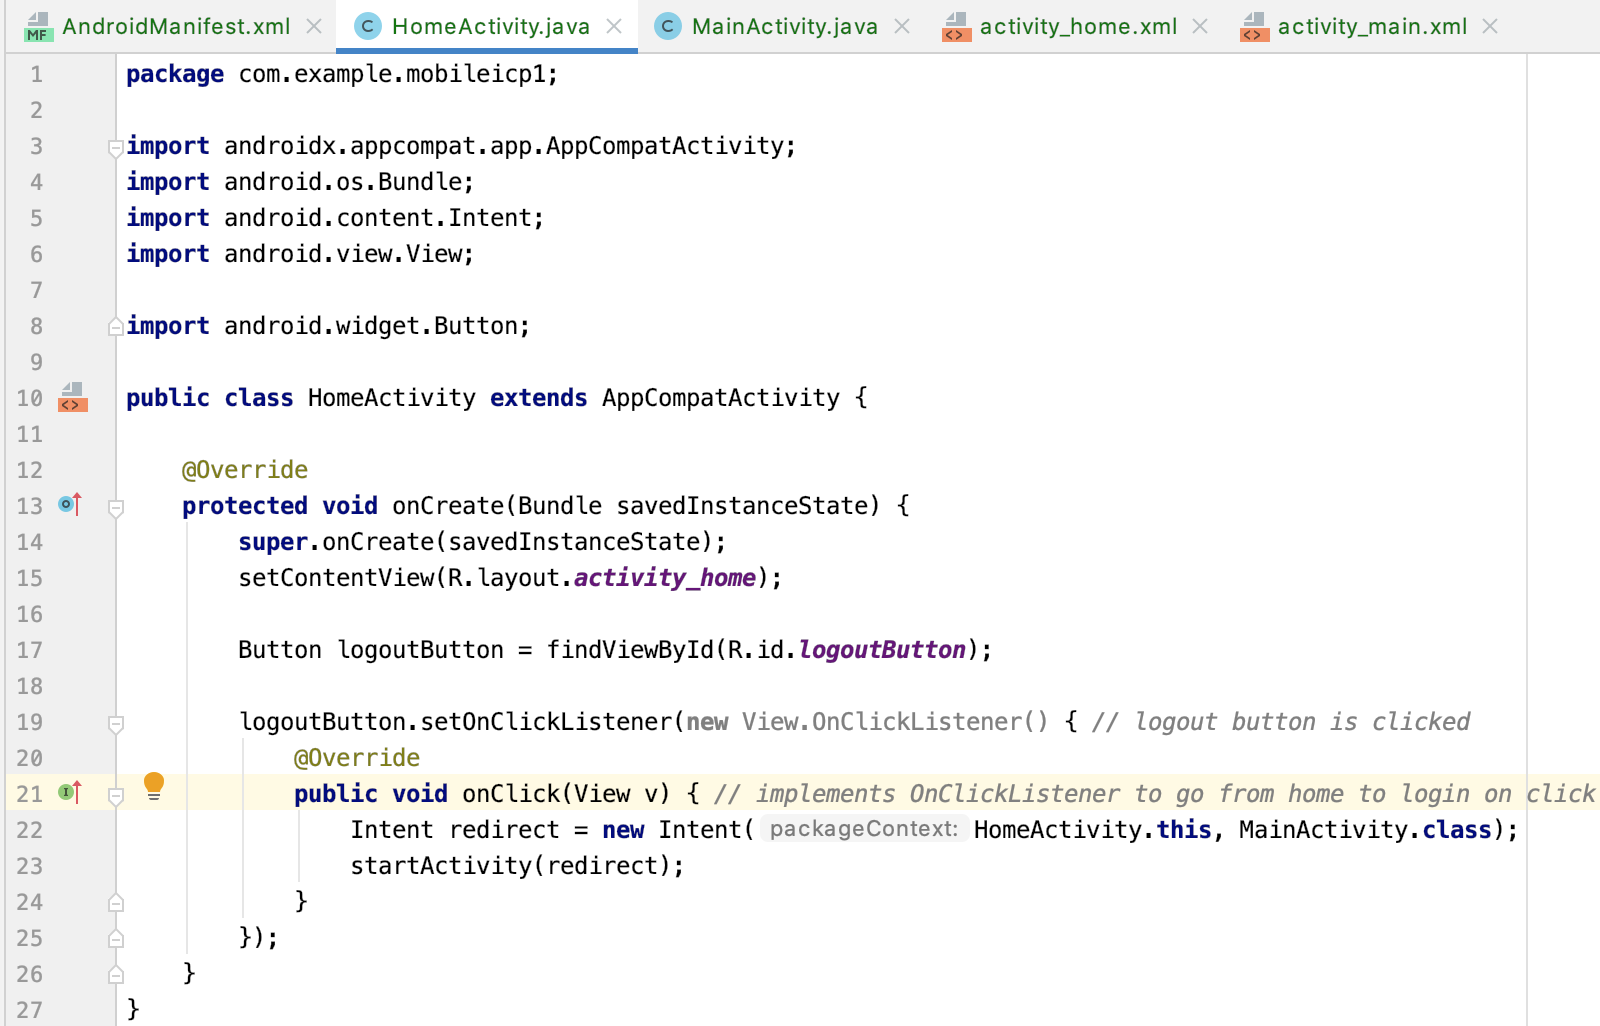 AndroidManifest.xml HomeActivity.java MainActivity.java activity_home.xml activity_main.xml
1 package com.example.mobileicp1;
2
3 import androidx.appcompat.app.AppCompatActivity;
4 import android.os.Bundle;
5 import android.content.Intent;
6 import android.view.View;
7
8 import android.widget.Button;
9
10 public class HomeActivity extends AppCompatActivity {
11
12 @Override
13 protected void onCreate(Bundle savedInstanceState) {
14 super.onCreate(savedInstanceState);
15 setContentView(R.layout.activity_home);
16
17 Button logoutButton = findViewById(R.id.logoutButton);
18
19 logoutButton.setOnClickListener(new View.OnClickListener() { // logout button is clicked
20 @Override
21 public void onClick(View v) { // implements OnClickListener to go from home to login on click
22 Intent redirect = new Intent( packageContext: HomeActivity.this, MainActivity.class);
23 startActivity(redirect);
24 }
25 });
26 }
27 }